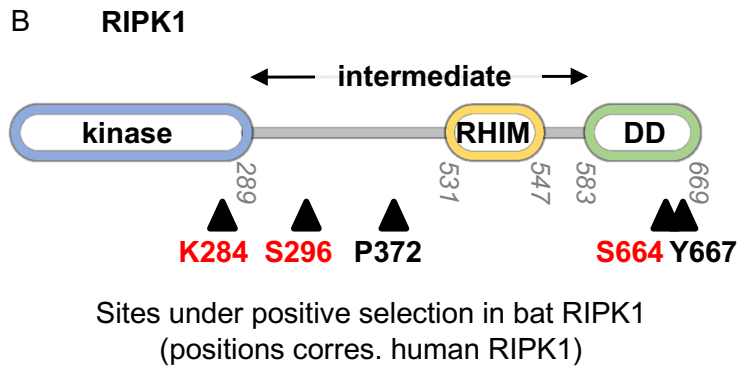 B RIPK1
intermediate
kinase RHIM DD
289 531 547 583 669
K284 S296 P372 S664 Y667
Sites under positive selection in bat RIPK1
(positions corres. human RIPK1)